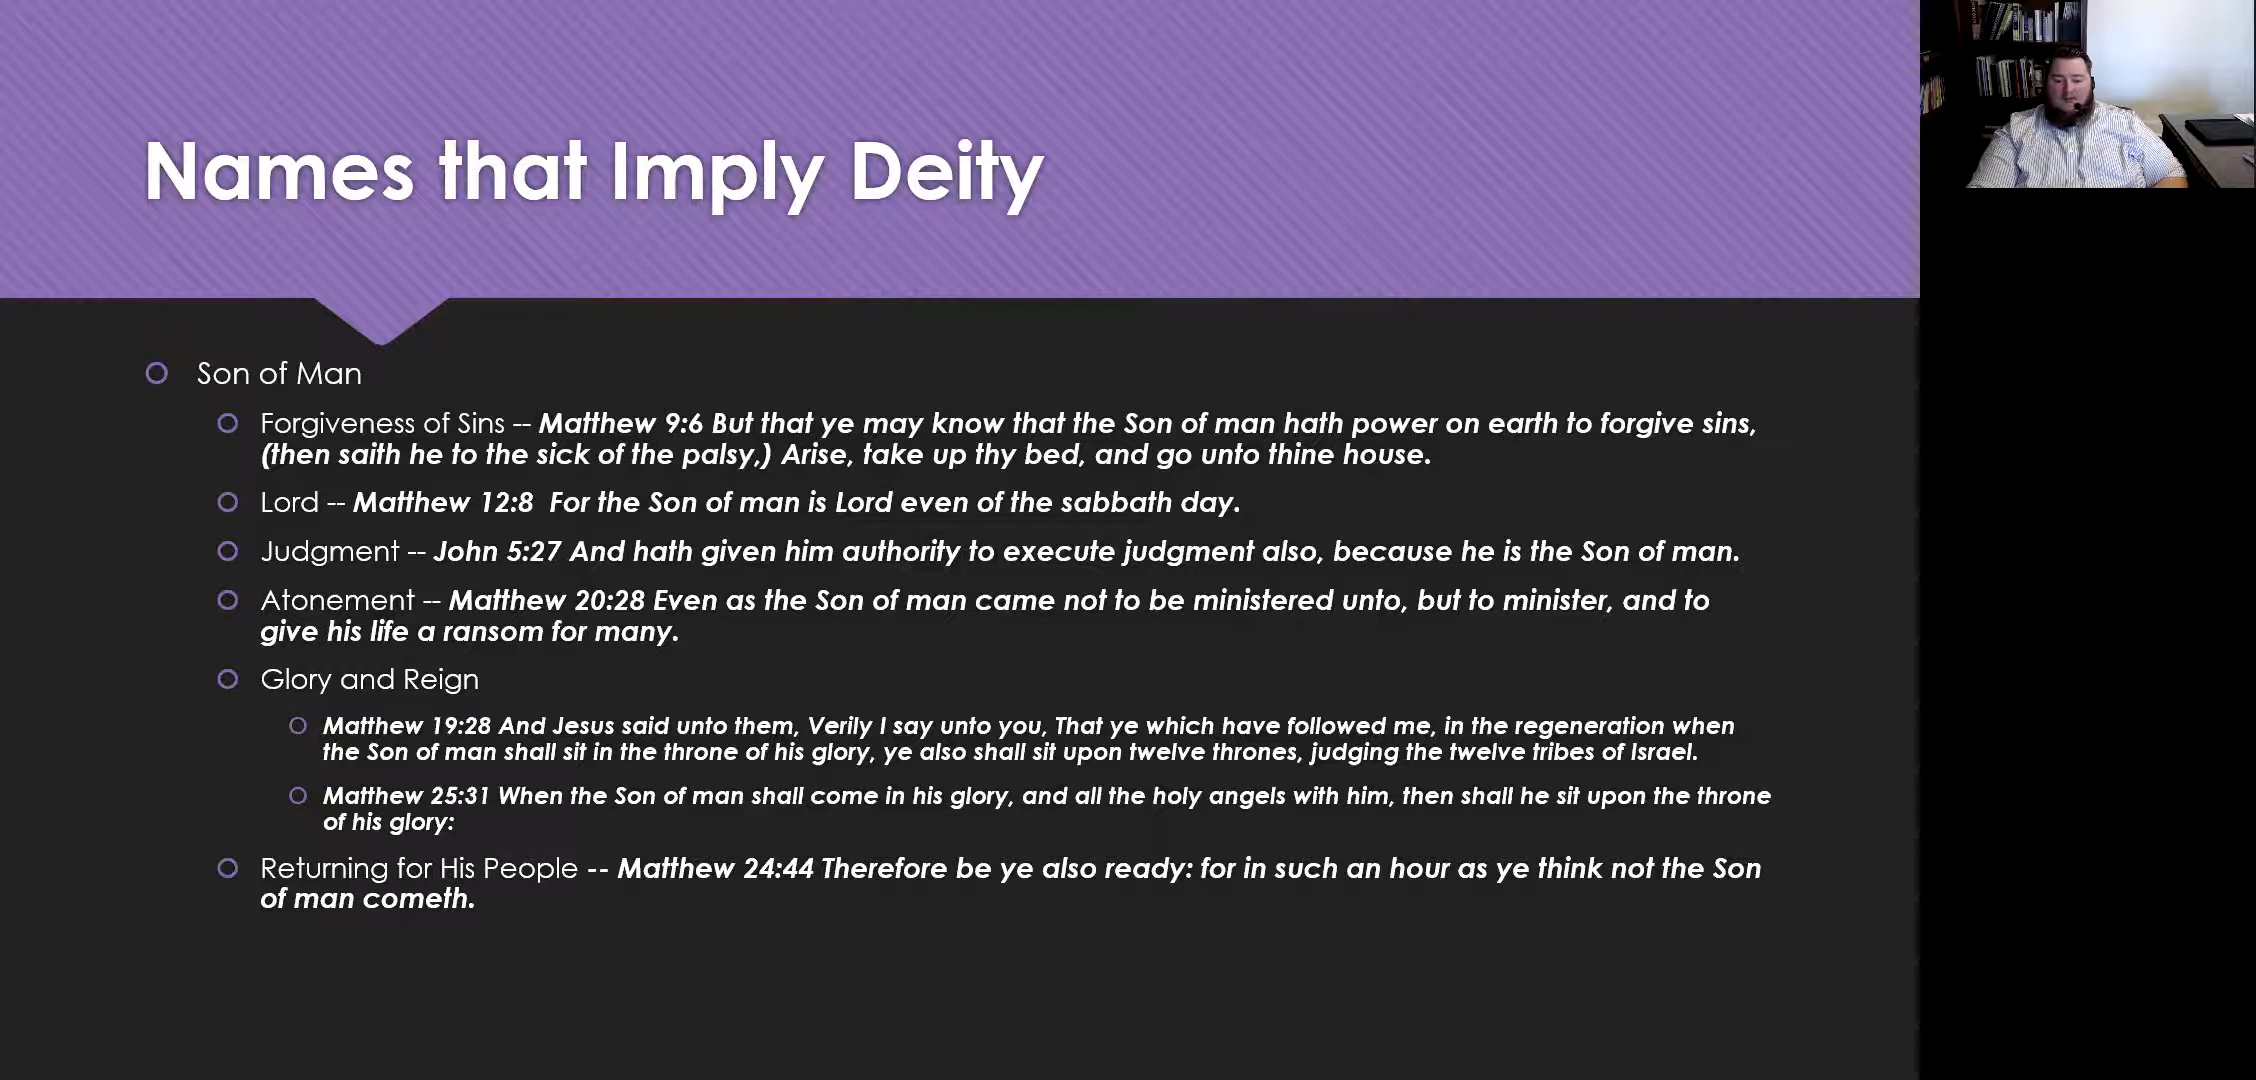 Names that Imply Deity
Son of Man
Forgiveness of Sins -- Matthew 9:6 But that ye may know that the Son of man hath power on earth to forgive sins,
(then saith he to the sick of the palsy,) Arise, take up thy bed, and go unto thine house.
Lord -- Matthew 12:8  For the Son of man is Lord even of the sabbath day.
Judgment -- John 5:27 And hath given him authority to execute judgment also, because he is the Son of man.
Atonement -- Matthew 20:28 Even as the Son of man came not to be ministered unto, but to minister, and to
give his life a ransom for many.
Glory and Reign
Matthew 19:28 And Jesus said unto them, Verily I say unto you, That ye which have followed me, in the regeneration when
the Son of man shall sit in the throne of his glory, ye also shall sit upon twelve thrones, judging the twelve tribes of Israel.
Matthew 25:31 When the Son of man shall come in his glory, and all the holy angels with him, then shall he sit upon the throne
of his glory:
Returning for His People -- Matthew 24:44 Therefore be ye also ready: for in such an hour as ye think not the Son
of man cometh.